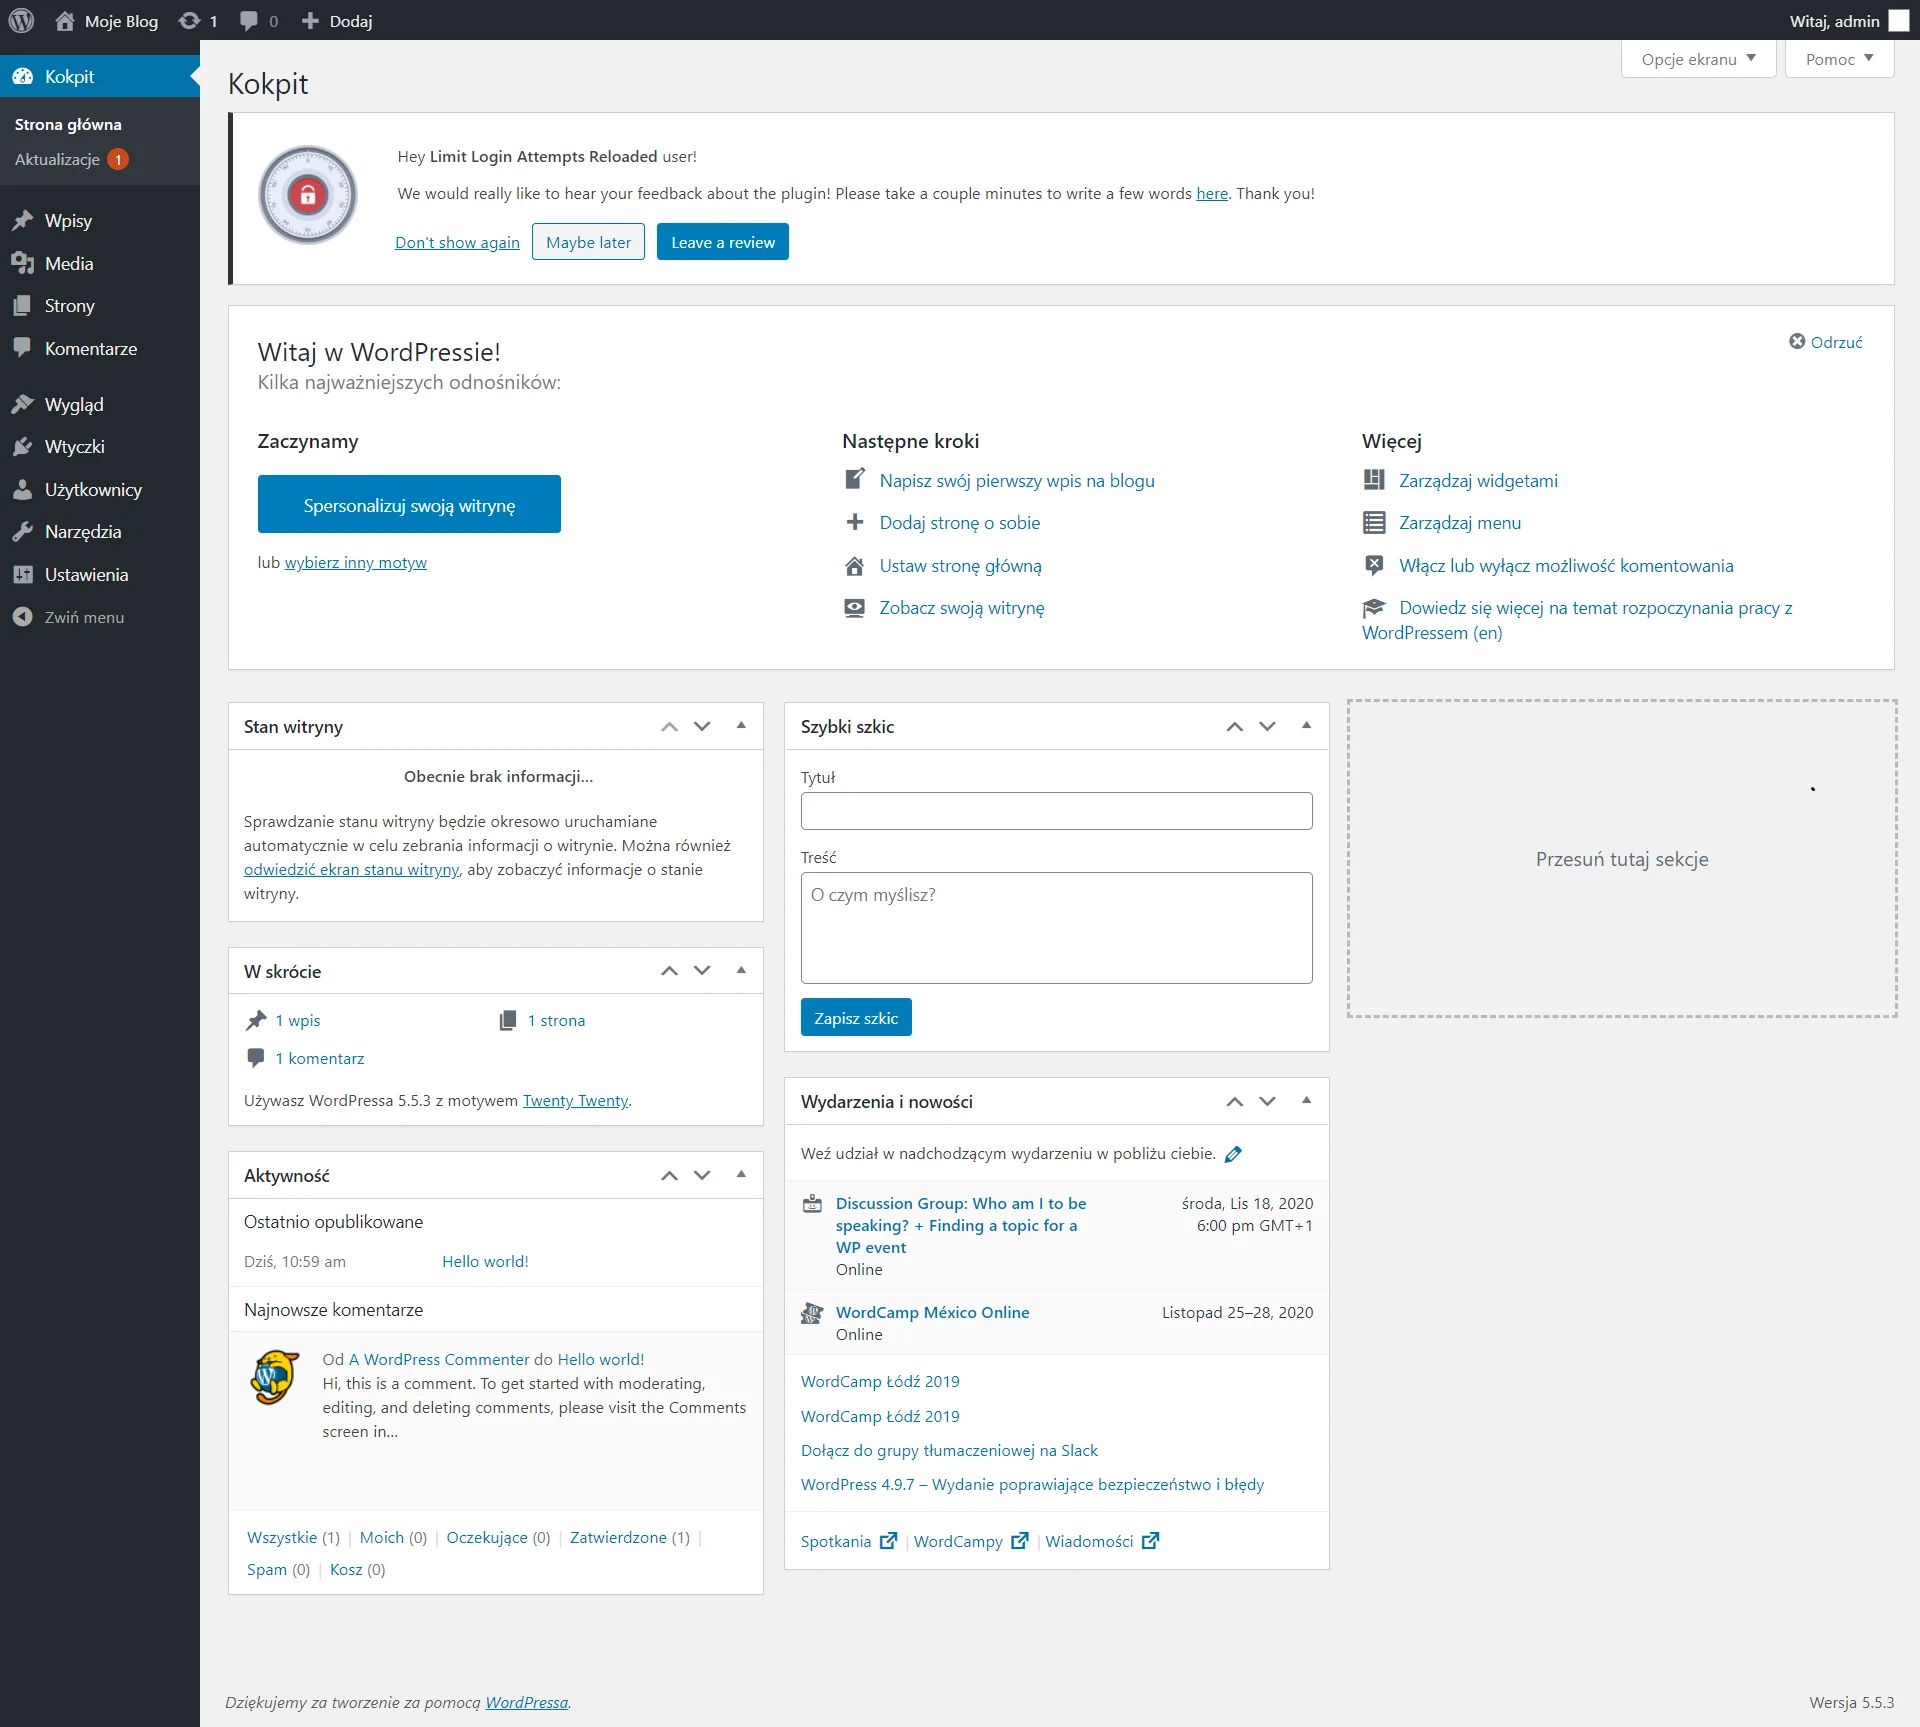 Moje Blog 1 0 Dodaj Witaj, admin
Kokpit
Strona główna
Aktualizacje 1
Wpisy
Media
Strony
Komentarze
Wygląd
Wtyczki
Użytkownicy
Narzędzia
Ustawienia
Zwiń menu
Opcje ekranu Pomoc
Kokpit
Hey Limit Login Attempts Reloaded user!
We would really like to hear your feedback about the plugin! Please take a couple minutes to write a few words here. Thank you!
Don't show again Maybe later Leave a review
Witaj w WordPressie!
Odrzuć
Kilka najważniejszych odnośników:
Zaczynamy
Spersonalizuj swoją witrynę
lub wybierz inny motyw
Następne kroki
Napisz swój pierwszy wpis na blogu
Dodaj stronę o sobie
Ustaw stronę główną
Zobacz swoją witrynę
Więcej
Zarządzaj widgetami
Zarządzaj menu
Włącz lub wyłącz możliwość komentowania
Dowiedz się więcej na temat rozpoczynania pracy z
WordPressem (en)
Stan witryny
Obecnie brak informacji...
Sprawdzanie stanu witryny będzie okresowo uruchamiane
automatycznie w celu zebrania informacji o witrynie. Można również
odwiedzić ekran stanu witryny, aby zobaczyć informacje o stanie
witryny.
W skrócie
1 wpis 1 strona
1 komentarz
Używasz WordPressa 5.5.3 z motywem Twenty Twenty.
Aktywność
Ostatnio opublikowane
Dziś, 10:59 am Hello world!
Najnowsze komentarze
Od A WordPress Commenter do Hello world!
Hi, this is a comment. To get started with moderating,
editing, and deleting comments, please visit the Comments
screen in...
Wszystkie (1) | Moich (0) | Oczekujące (0) | Zatwierdzone (1) |
Spam (0) | Kosz (0)
Szybki szkic
Tytuł
Treść
O czym myślisz?
Zapisz szkic
Wydarzenia i nowości
Weź udział w nadchodzącym wydarzeniu w pobliżu ciebie.
Discussion Group: Who am I to be środa, Lis 18, 2020
speaking? + Finding a topic for a 6:00 pm GMT+1
WP event
Online
WordCamp México Online Listopad 25–28, 2020
Online
WordCamp Łódź 2019
WordCamp Łódź 2019
Dołącz do grupy tłumaczeniowej na Slack
WordPress 4.9.7 – Wydanie poprawiające bezpieczeństwo i błędy
Spotkania | WordCampy | Wiadomości
Przesuń tutaj sekcje
Dziękujemy za tworzenie za pomocą WordPressa. Wersja 5.5.3